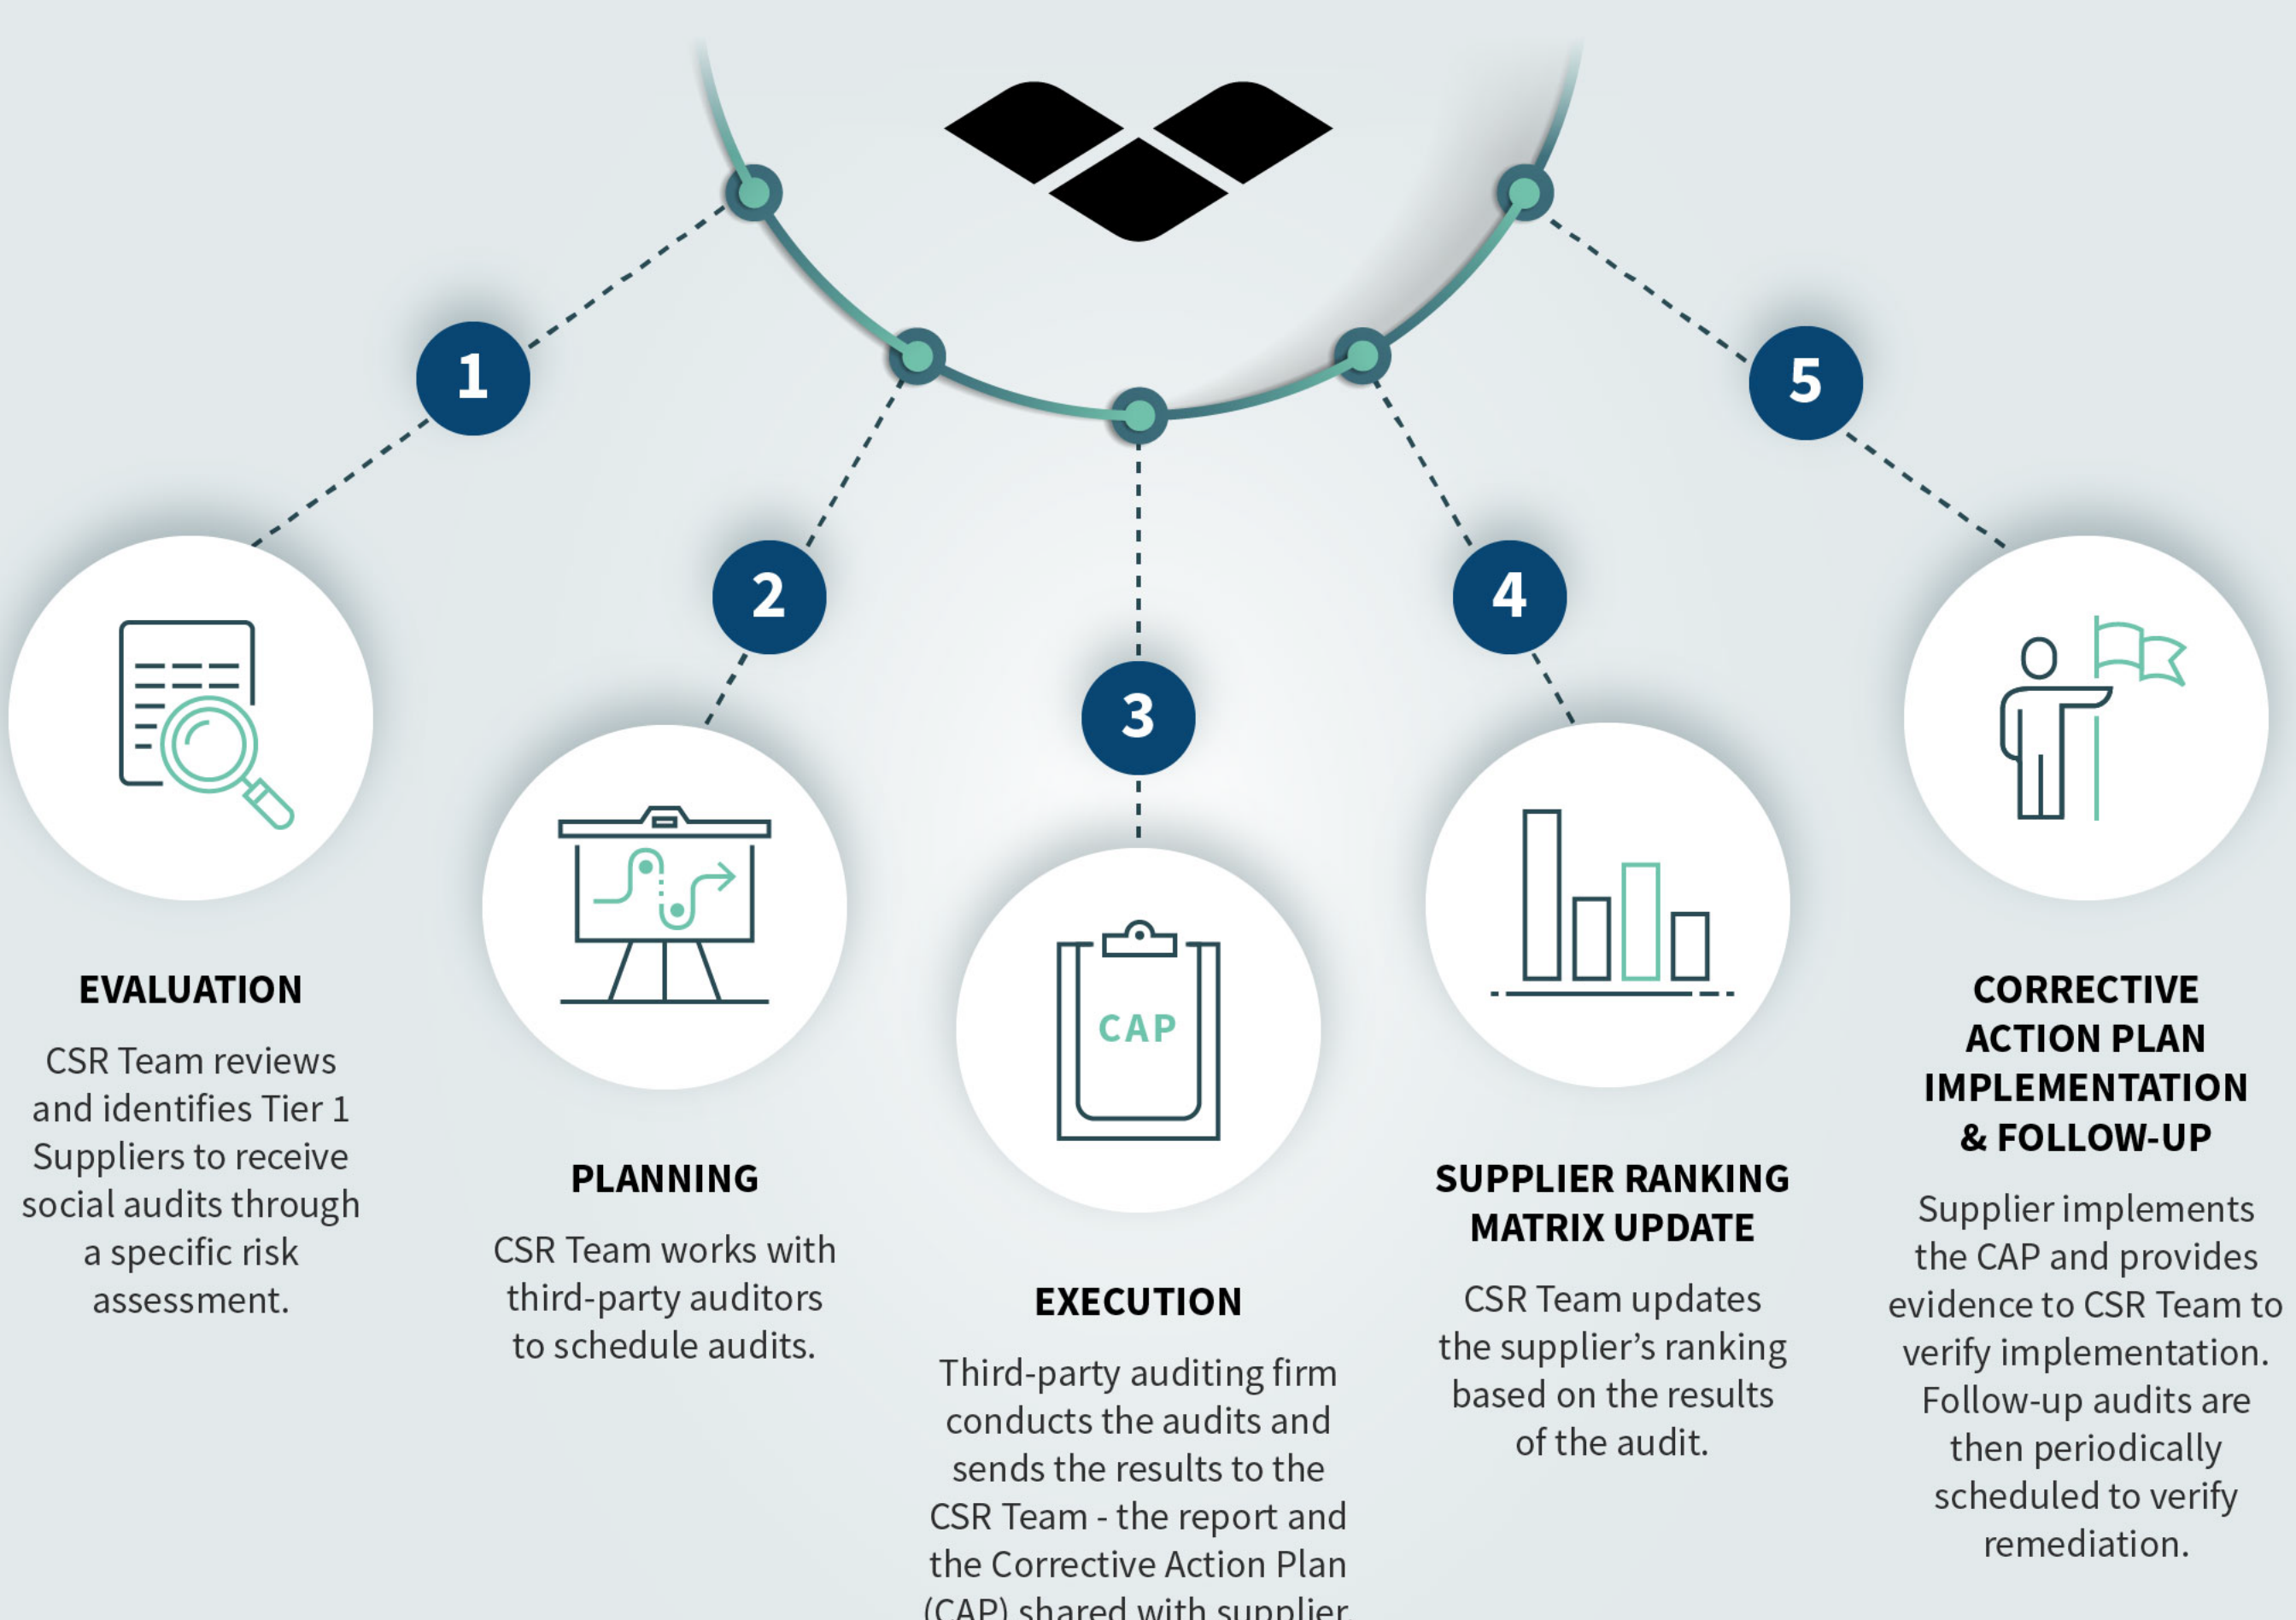 1
EVALUATION
CSR Team reviews
and identifies Tier 1
Suppliers to receive
social audits through
a specific risk
assessment.
2
PLANNING
CSR Team works with
third-party auditors
to schedule audits.
3
CAP
EXECUTION
Third-party auditing firm
conducts the audits and
sends the results to the
CSR Team - the report and
the Corrective Action Plan
(CAP) shared with supplier.
4
SUPPLIER RANKING
MATRIX UPDATE
CSR Team updates
the supplier’s ranking
based on the results
of the audit.
5
CORRECTIVE
ACTION PLAN
IMPLEMENTATION
& FOLLOW-UP
Supplier implements
the CAP and provides
evidence to CSR Team to
verify implementation.
Follow-up audits are
then periodically
scheduled to verify
remediation.